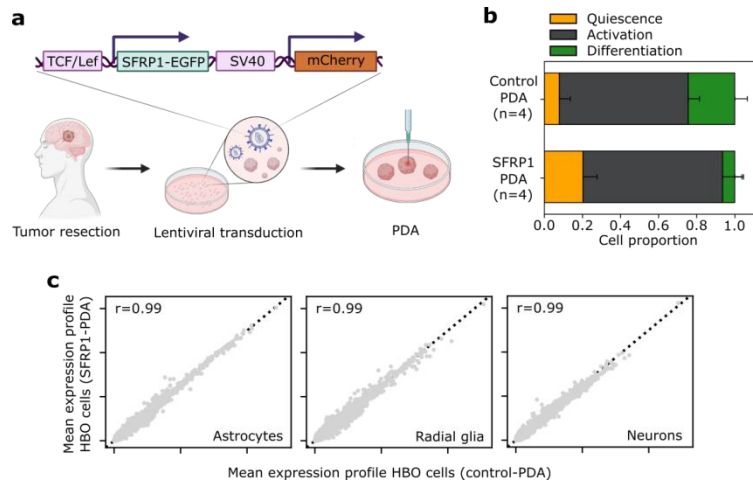 a
TCF/Lef SFRP1-EGFP SV40 mCherry
Tumor resection
Lentiviral transduction
PDA
b
Quiescence
Activation
Differentiation
Control
PDA
(n=4)
SFRP1
PDA
(n=4)
0.0 0.2 0.4 0.6 0.8 1.0
Cell proportion
c
Mean expression profile
HBO cells (SFRP1-PDA)
r=0.99
Astrocytes
r=0.99
Radial glia
r=0.99
Neurons
Mean expression profile HBO cells (control-PDA)